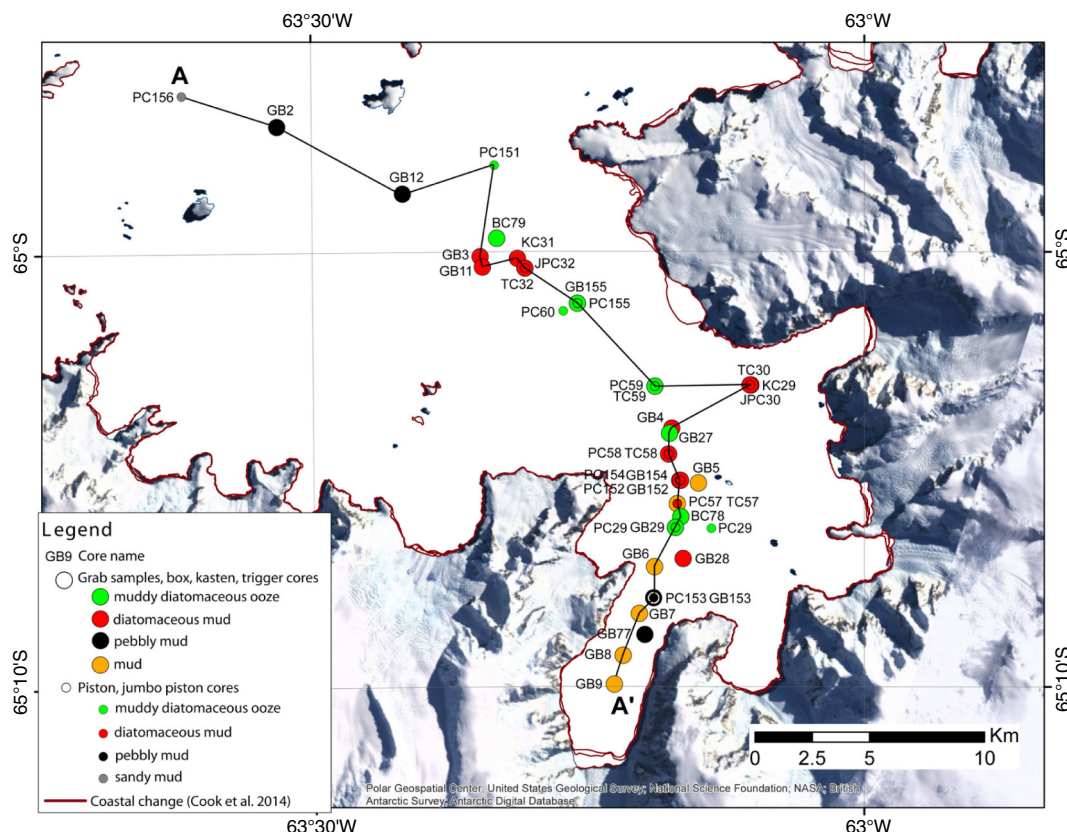 63°30'W
63°W
A
PC156
GB2
PC151
GB12
BC79
65°S
65°S
GB3
KC31
GB11
JPC32
TC32
GB155
PC155
PC60
TC30
PC59
KC29
TC59
JPC30
GB4
GB27
PC58 TC58
GB5
PC154 GB154
PC152 GB152
PC57 TC57
BC78
PC29 GB29
PC29
GB6
GB28
PC153 GB153
GB7
GB77
GB8
GB9
A'
65°10'S
65°10'S
Legend
GB9 Core name
Grab samples, box, kasten, trigger cores
muddy diatomaceous ooze
diatomaceous mud
pebbly mud
mud
Piston, jumbo piston cores
muddy diatomaceous ooze
diatomaceous mud
pebbly mud
sandy mud
Coastal change (Cook et al. 2014)
Km
0 2.5 5 10
Polar Geospatial Center; United States Geological Survey; National Science Foundation; NASA; British
Antarctic Survey; Antarctic Digital Database
63°30'W
63°W